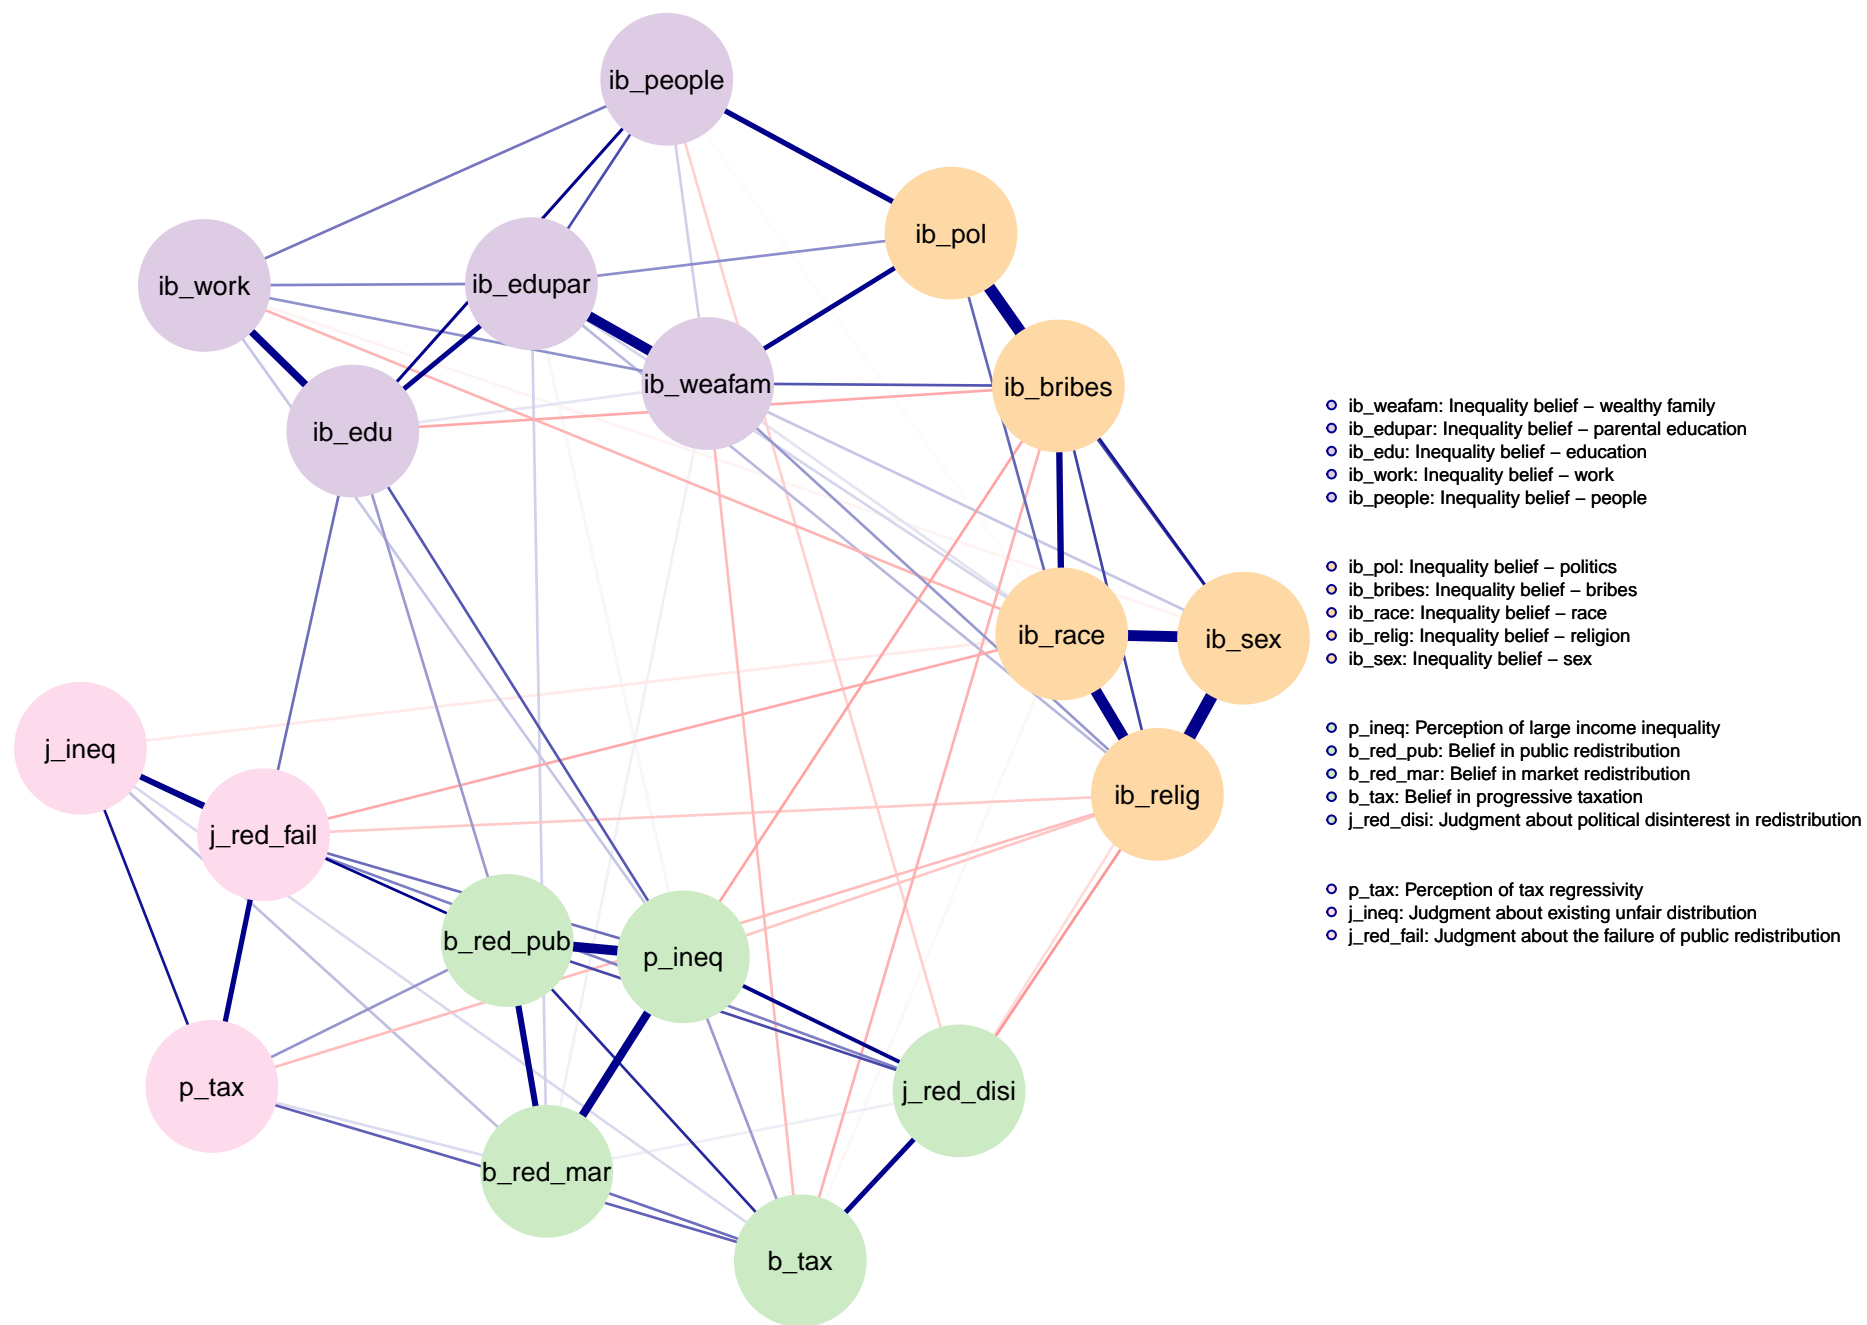 ib_people
ib_pol
ib_work
ib_edupar
ib_weafam
ib_bribes
ib_edu
ib_race
ib_sex
j_ineq
ib_relig
j_red_fail
b_red_pub
p_ineq
p_tax
j_red_disi
b_red_mar
b_tax
ib_weafam: Inequality belief – wealthy family
ib_edupar: Inequality belief – parental education
ib_edu: Inequality belief – education
ib_work: Inequality belief – work
ib_people: Inequality belief – people
ib_pol: Inequality belief – politics
ib_bribes: Inequality belief – bribes
ib_race: Inequality belief – race
ib_relig: Inequality belief – religion
ib_sex: Inequality belief – sex
p_ineq: Perception of large income inequality
b_red_pub: Belief in public redistribution
b_red_mar: Belief in market redistribution
b_tax: Belief in progressive taxation
j_red_disi: Judgment about political disinterest in redistribution
p_tax: Perception of tax regressivity
j_ineq: Judgment about existing unfair distribution
j_red_fail: Judgment about the failure of public redistribution